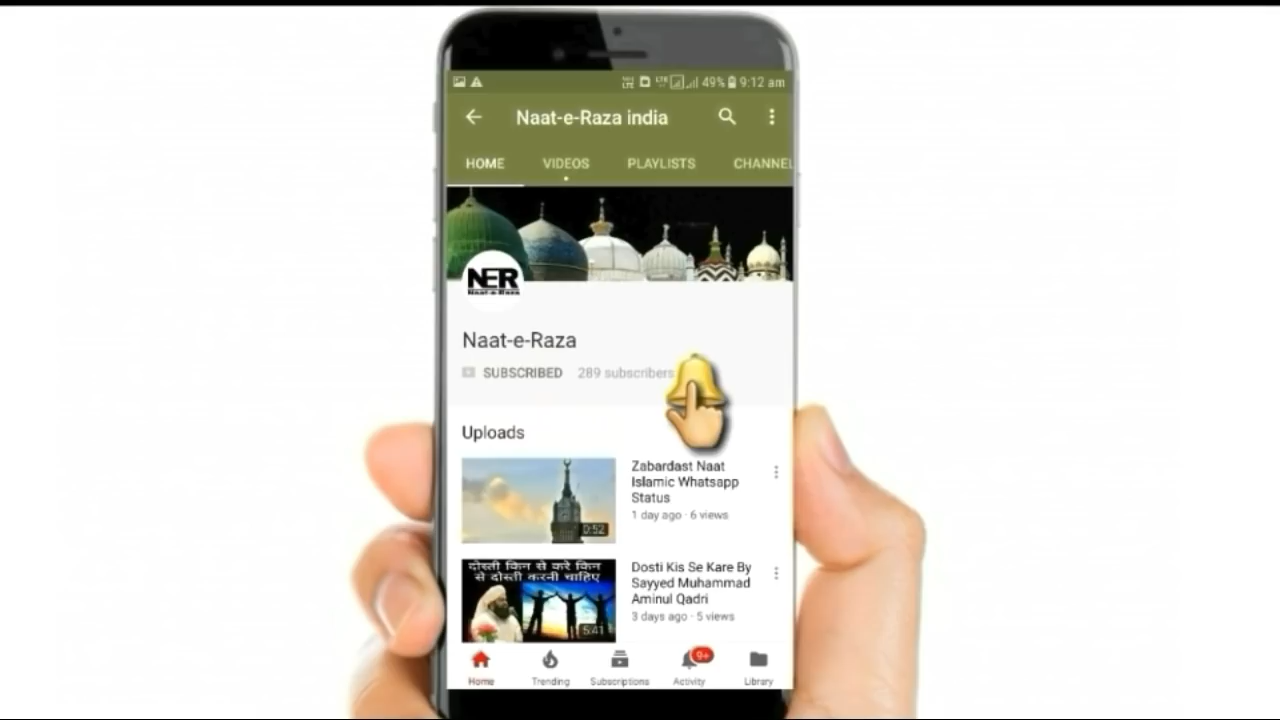 49% 9:12 am
Naat-e-Raza india
HOME VIDEOS PLAYLISTS CHANNEL
NER
Naat-e-Raza
Naat-e-Raza
SUBSCRIBED 289 subscribers
Uploads
0:52
Zabardast Naat
Islamic Whatsapp
Status
1 day ago · 6 views
दोस्ती किन से करे किन
से दोस्ती करनी चाहिए
5:41
Dosti Kis Se Kare By
Sayyed Muhammad
Aminul Qadri
3 days ago · 5 views
9+
Home Trending Subscriptions Activity Library